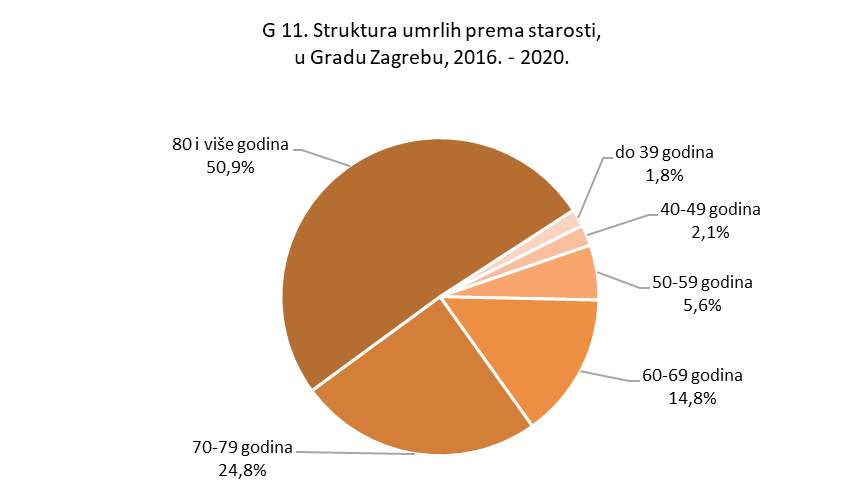 G 11. Struktura umrlih prema starosti,
u Gradu Zagrebu, 2016. - 2020.
80 i više godina
50,9%
do 39 godina
1,8%
40-49 godina
2,1%
50-59 godina
5,6%
60-69 godina
14,8%
70-79 godina
24,8%